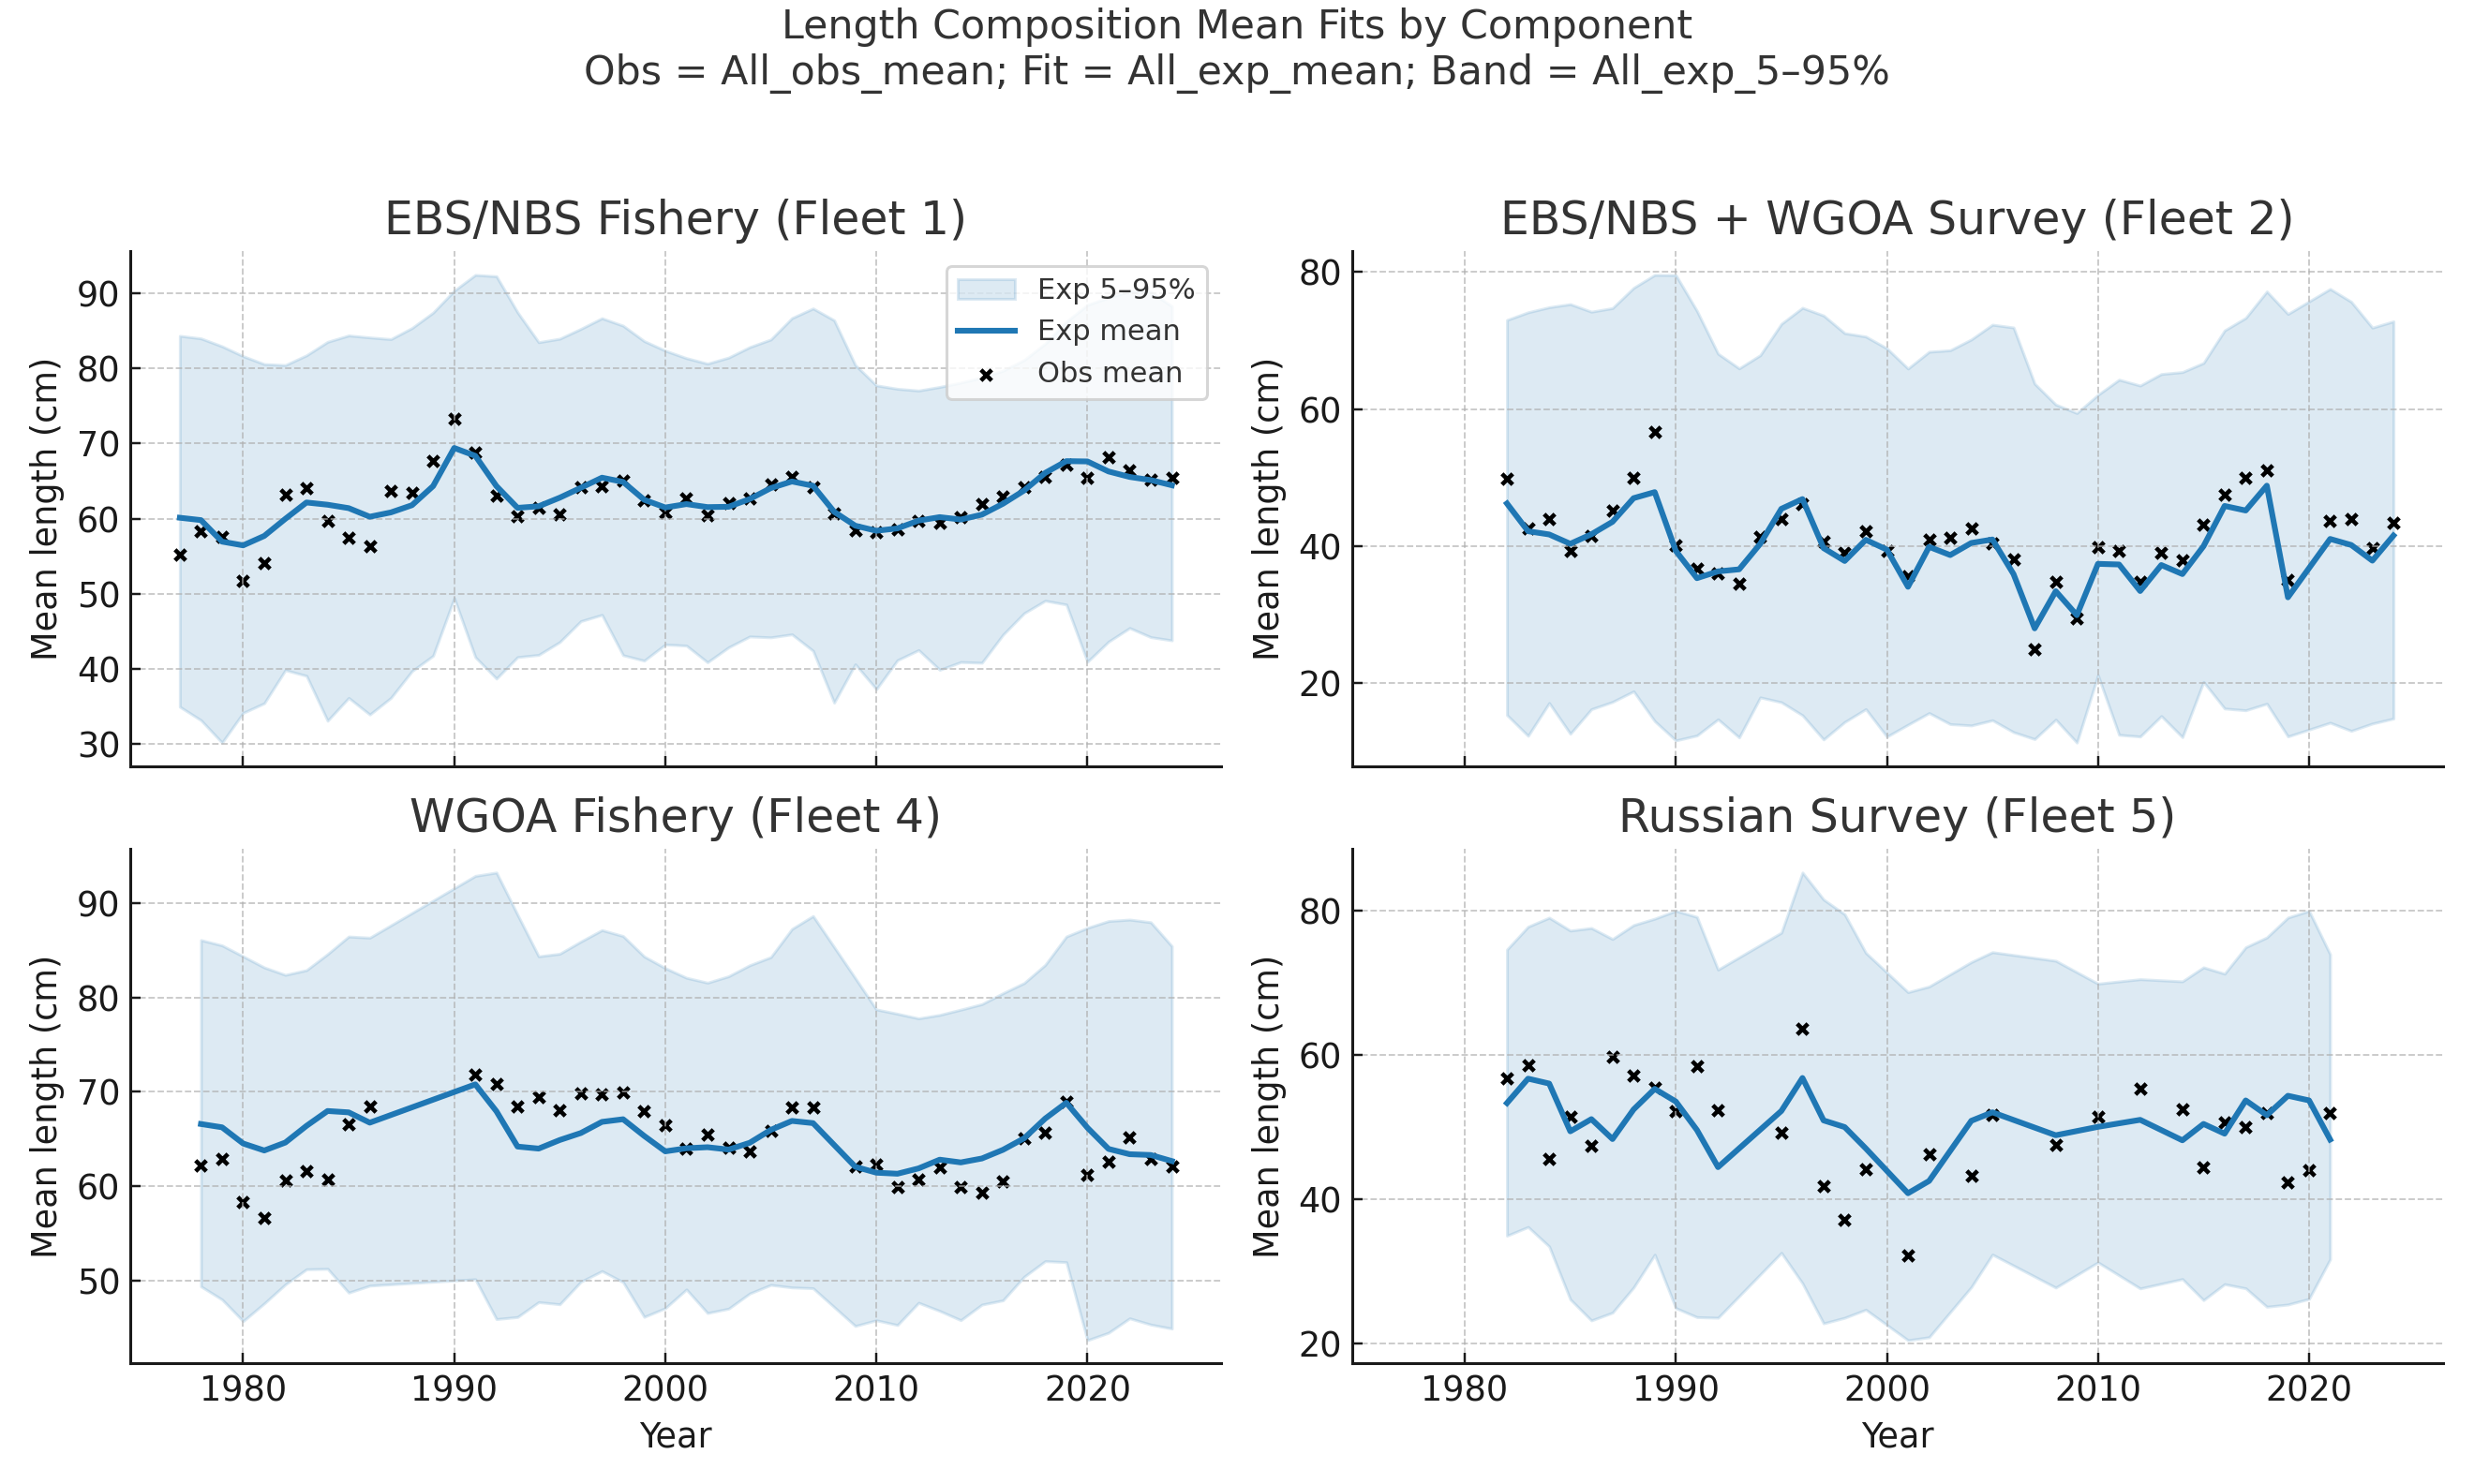 Length Composition Mean Fits by Component
Obs = All_obs_mean; Fit = All_exp_mean; Band = All_exp_5–95%
EBS/NBS Fishery (Fleet 1)
90
80
70
60
50
40
30
Mean length (cm)
Exp 5–95%
Exp mean
Obs mean
EBS/NBS + WGOA Survey (Fleet 2)
80
60
40
20
Mean length (cm)
WGOA Fishery (Fleet 4)
90
80
70
60
50
Mean length (cm)
1980 1990 2000 2010 2020
Year
Russian Survey (Fleet 5)
80
60
40
20
Mean length (cm)
1980 1990 2000 2010 2020
Year